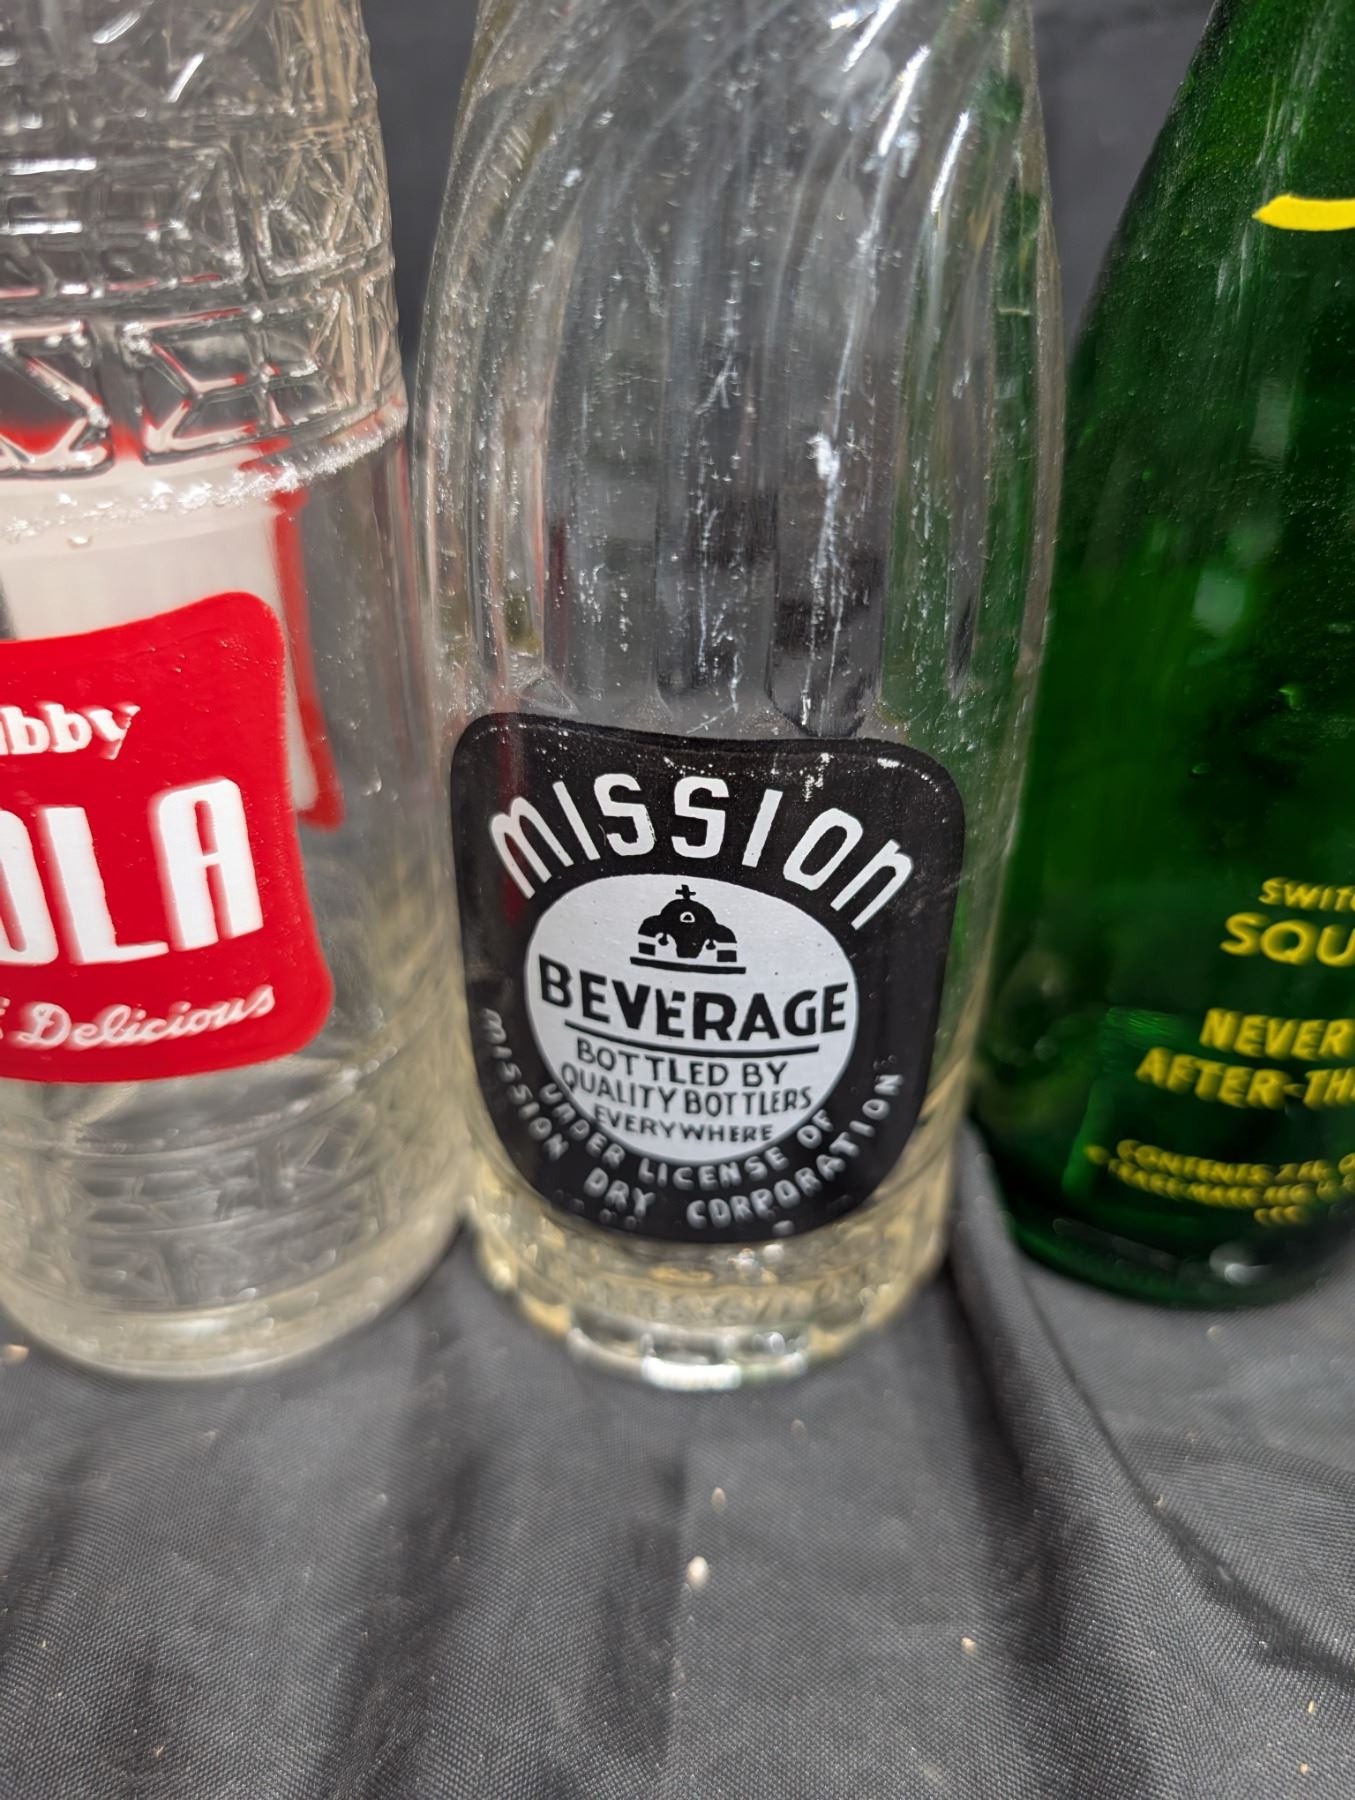 bby
OLA
Delicious
MISSION
BEVERAGE
BOTTLED BY
QUALITY BOTTLERS
EVERYWHERE
UNDER LICENSE OF
MISSION DRY CORPORATION
SWITC
SQU
NEVER
AFTER-TH
CONTENTS